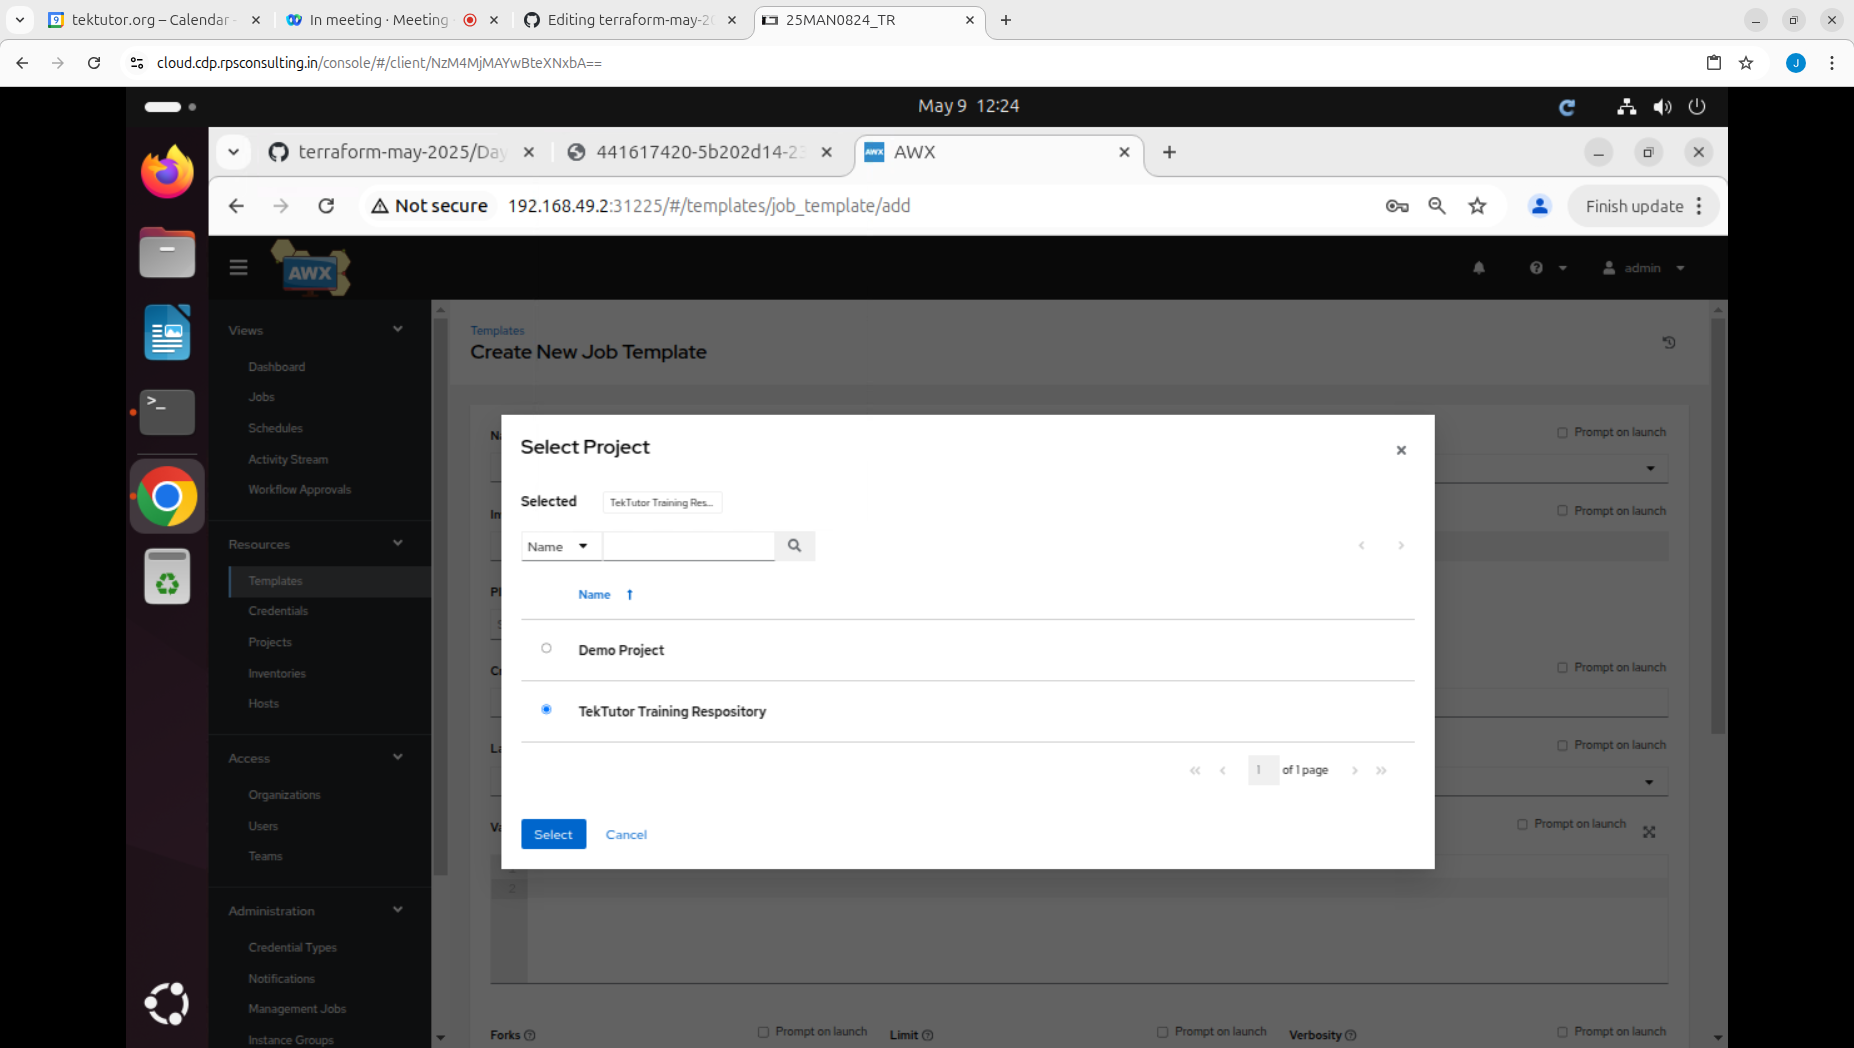 tektutor.org – Calendar
In meeting · Meeting
Editing terraform-may-20
25MAN0824_TR
cloud.cdp.rpsconsulting.in/console/#/client/NzM4MjMAYwBteXNxbA==
J
May 9 12:24
terraform-may-2025/Day
441617420-5b202d14-23
AWX
Not secure
192.168.49.2:31225/#/templates/job_template/add
Finish update
AWX
admin
Views
Dashboard
Jobs
Schedules
Activity Stream
Workflow Approvals
Resources
Templates
Credentials
Projects
Inventories
Hosts
Access
Organizations
Users
Teams
Administration
Credential Types
Notifications
Management Jobs
Instance Groups
Templates
Create New Job Template
Prompt on launch
Prompt on launch
Prompt on launch
Prompt on launch
Prompt on launch
Select Project
Selected
TekTutor Training Res...
Name
Name
Demo Project
TekTutor Training Respository
1 of 1 page
Select
Cancel
2
Forks
Prompt on launch
Limit
Prompt on launch
Verbosity
Prompt on launch